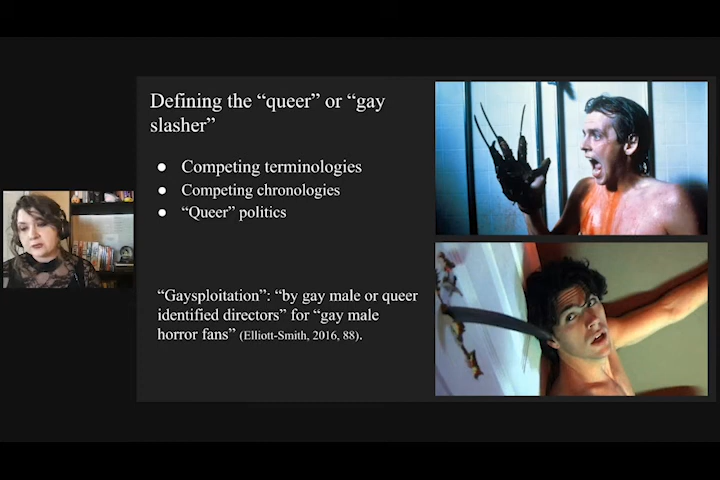 Defining the “queer” or “gay
slasher”
● Competing terminologies
● Competing chronologies
● “Queer” politics
“Gaysploitation”: “by gay male or queer
identified directors” for “gay male
horror fans” (Elliott-Smith, 2016, 88).